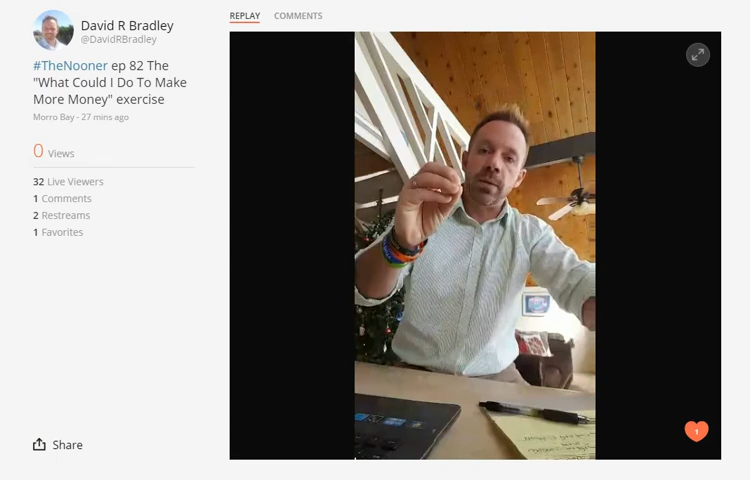 David R Bradley
@DavidRBradley
#TheNooner ep 82 The
"What Could I Do To Make
More Money" exercise
Morro Bay - 27 mins ago
0 Views
32 Live Viewers
1 Comments
2 Restreams
1 Favorites
Share
REPLAY COMMENTS
1